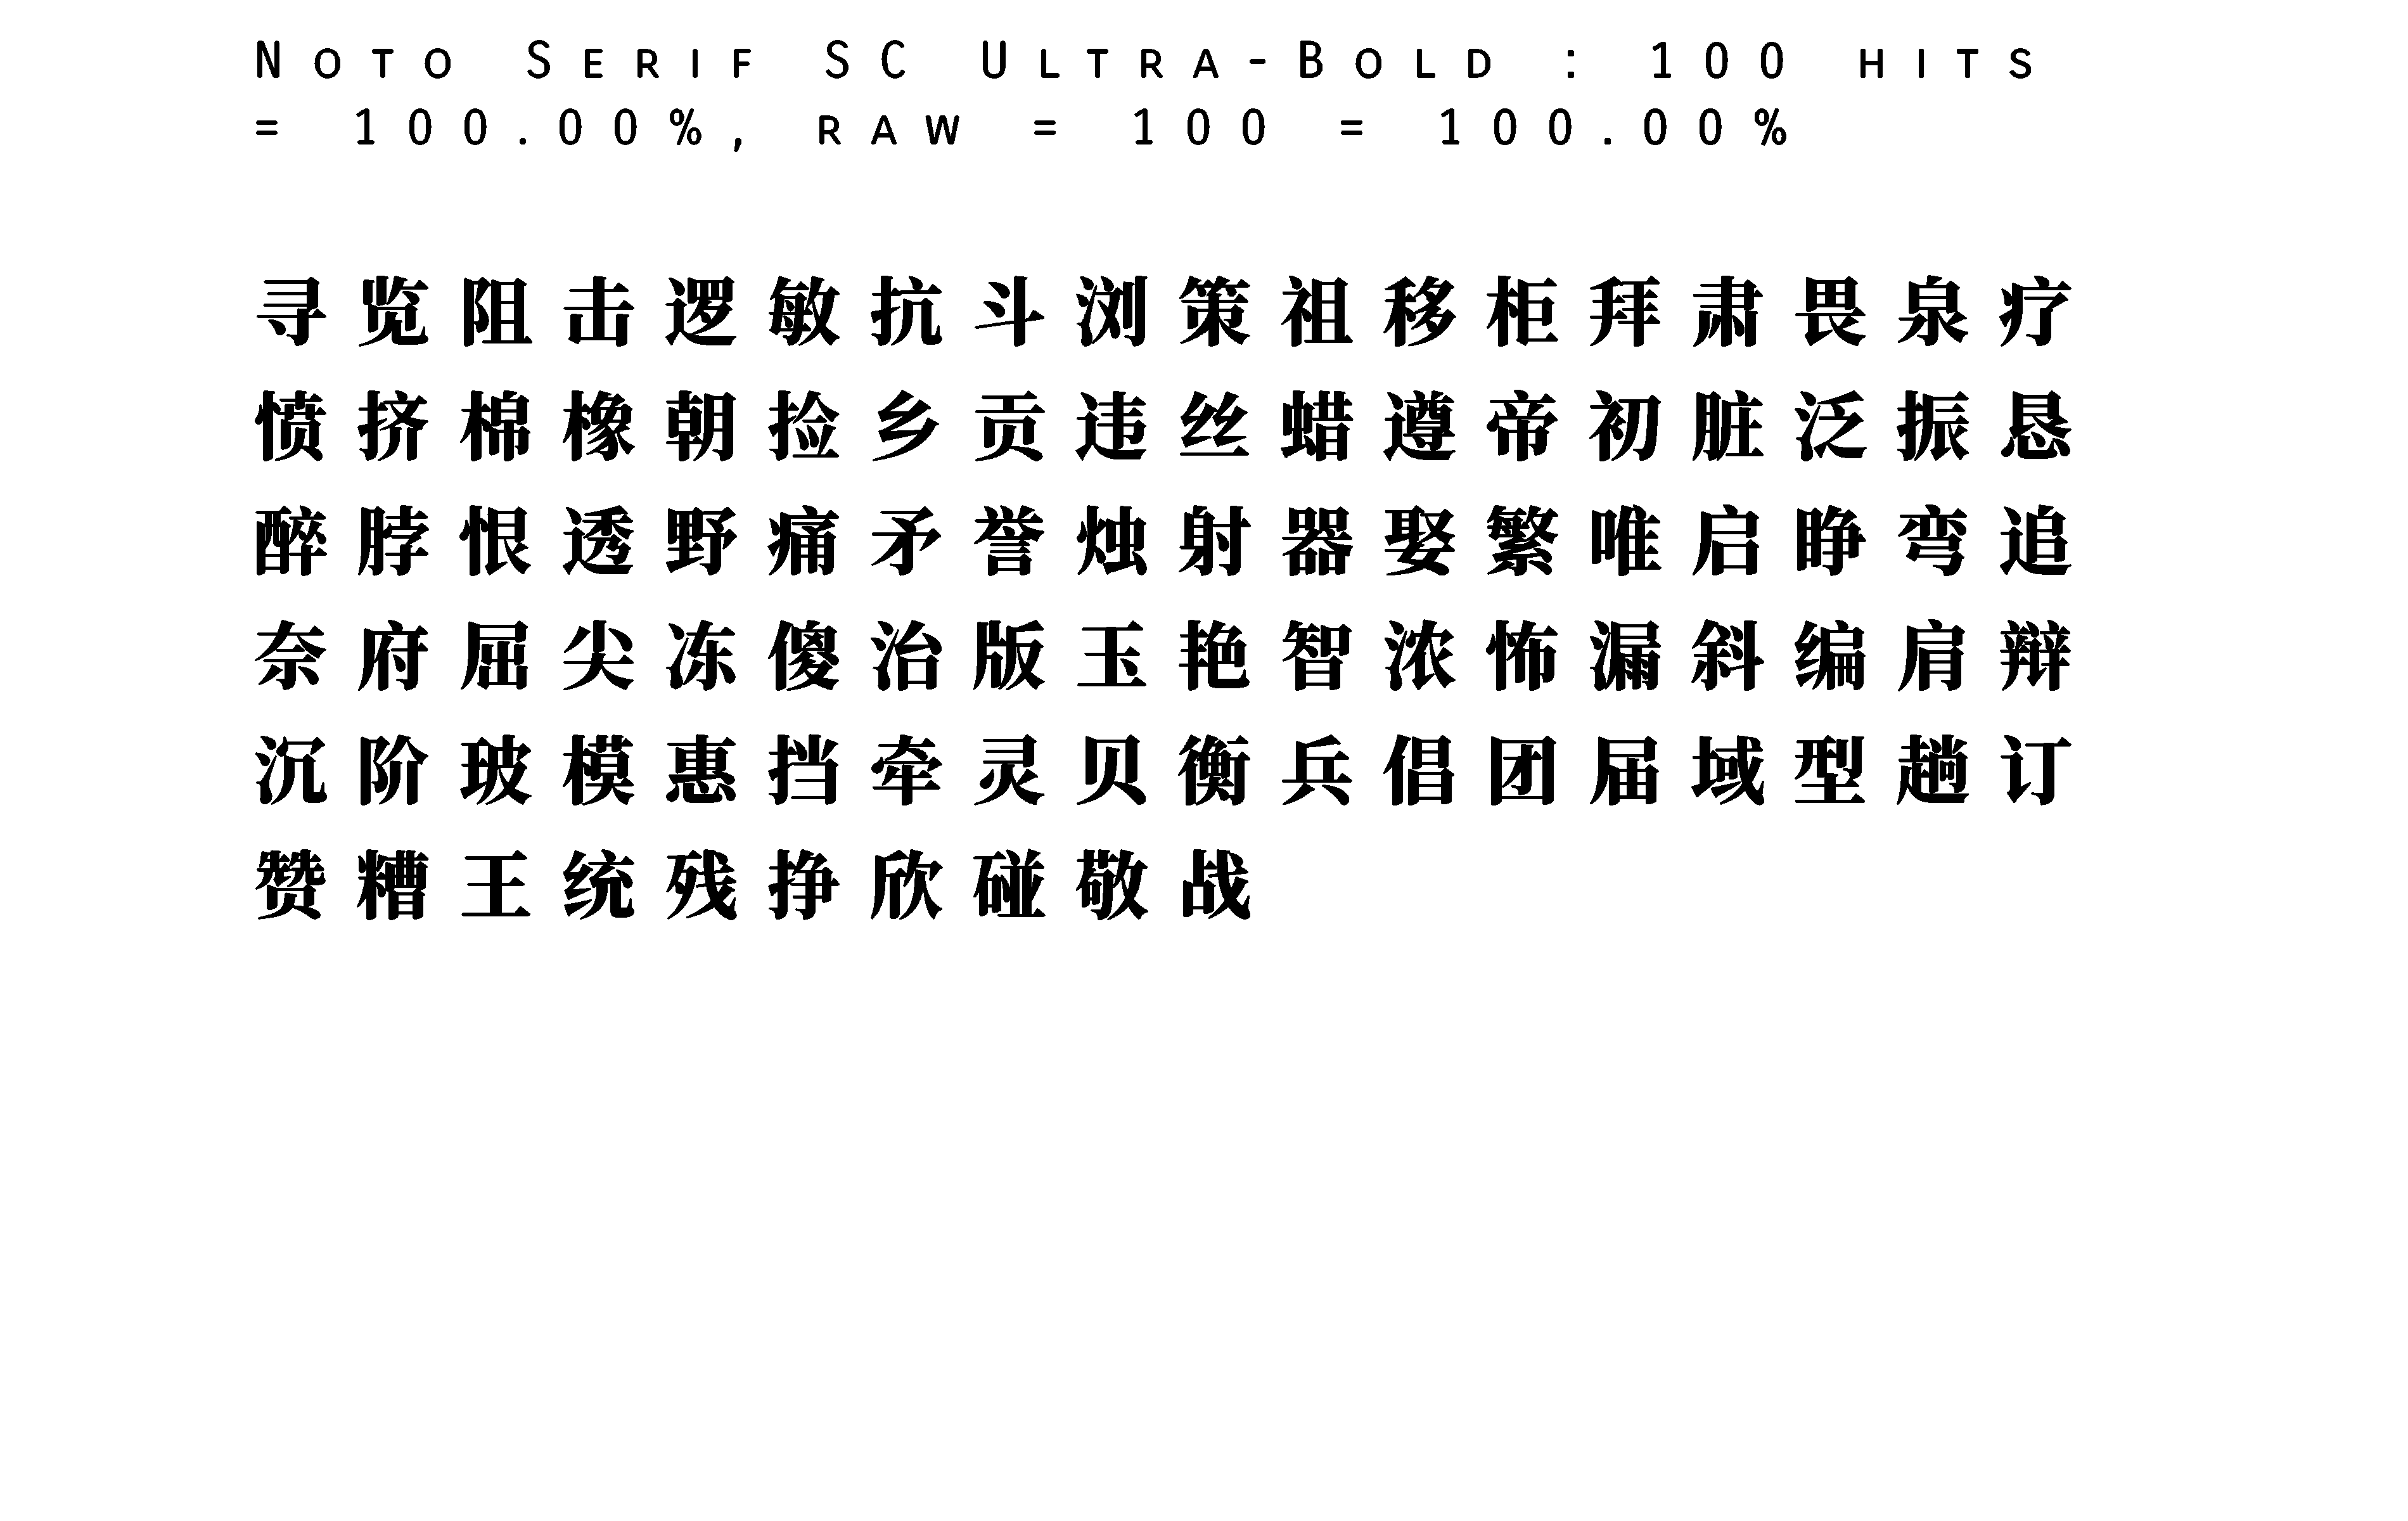 Noto Serif SC Ultra-Bold : 100 hits
= 100.00%, raw = 100 = 100.00%
寻览阻击逻敏抗斗浏策祖移柜拜肃畏泉疗
愤挤棉橡朝捡乡贡违丝蜡遵帝初脏泛振恳
醉脖恨透野痛矛誉烛射器娶繁唯启睁弯追
奈府屈尖冻傻治版玉艳智浓怖漏斜编肩辩
沉阶玻模惠挡牵灵贝衡兵倡团届域型趟订
赞糟王统残挣欣碰敬战